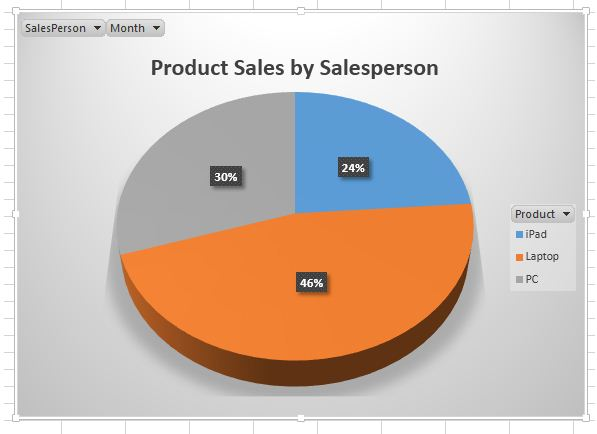 SalesPerson Month
Product Sales by Salesperson
24%
30%
Product
iPad
Laptop
PC
46%